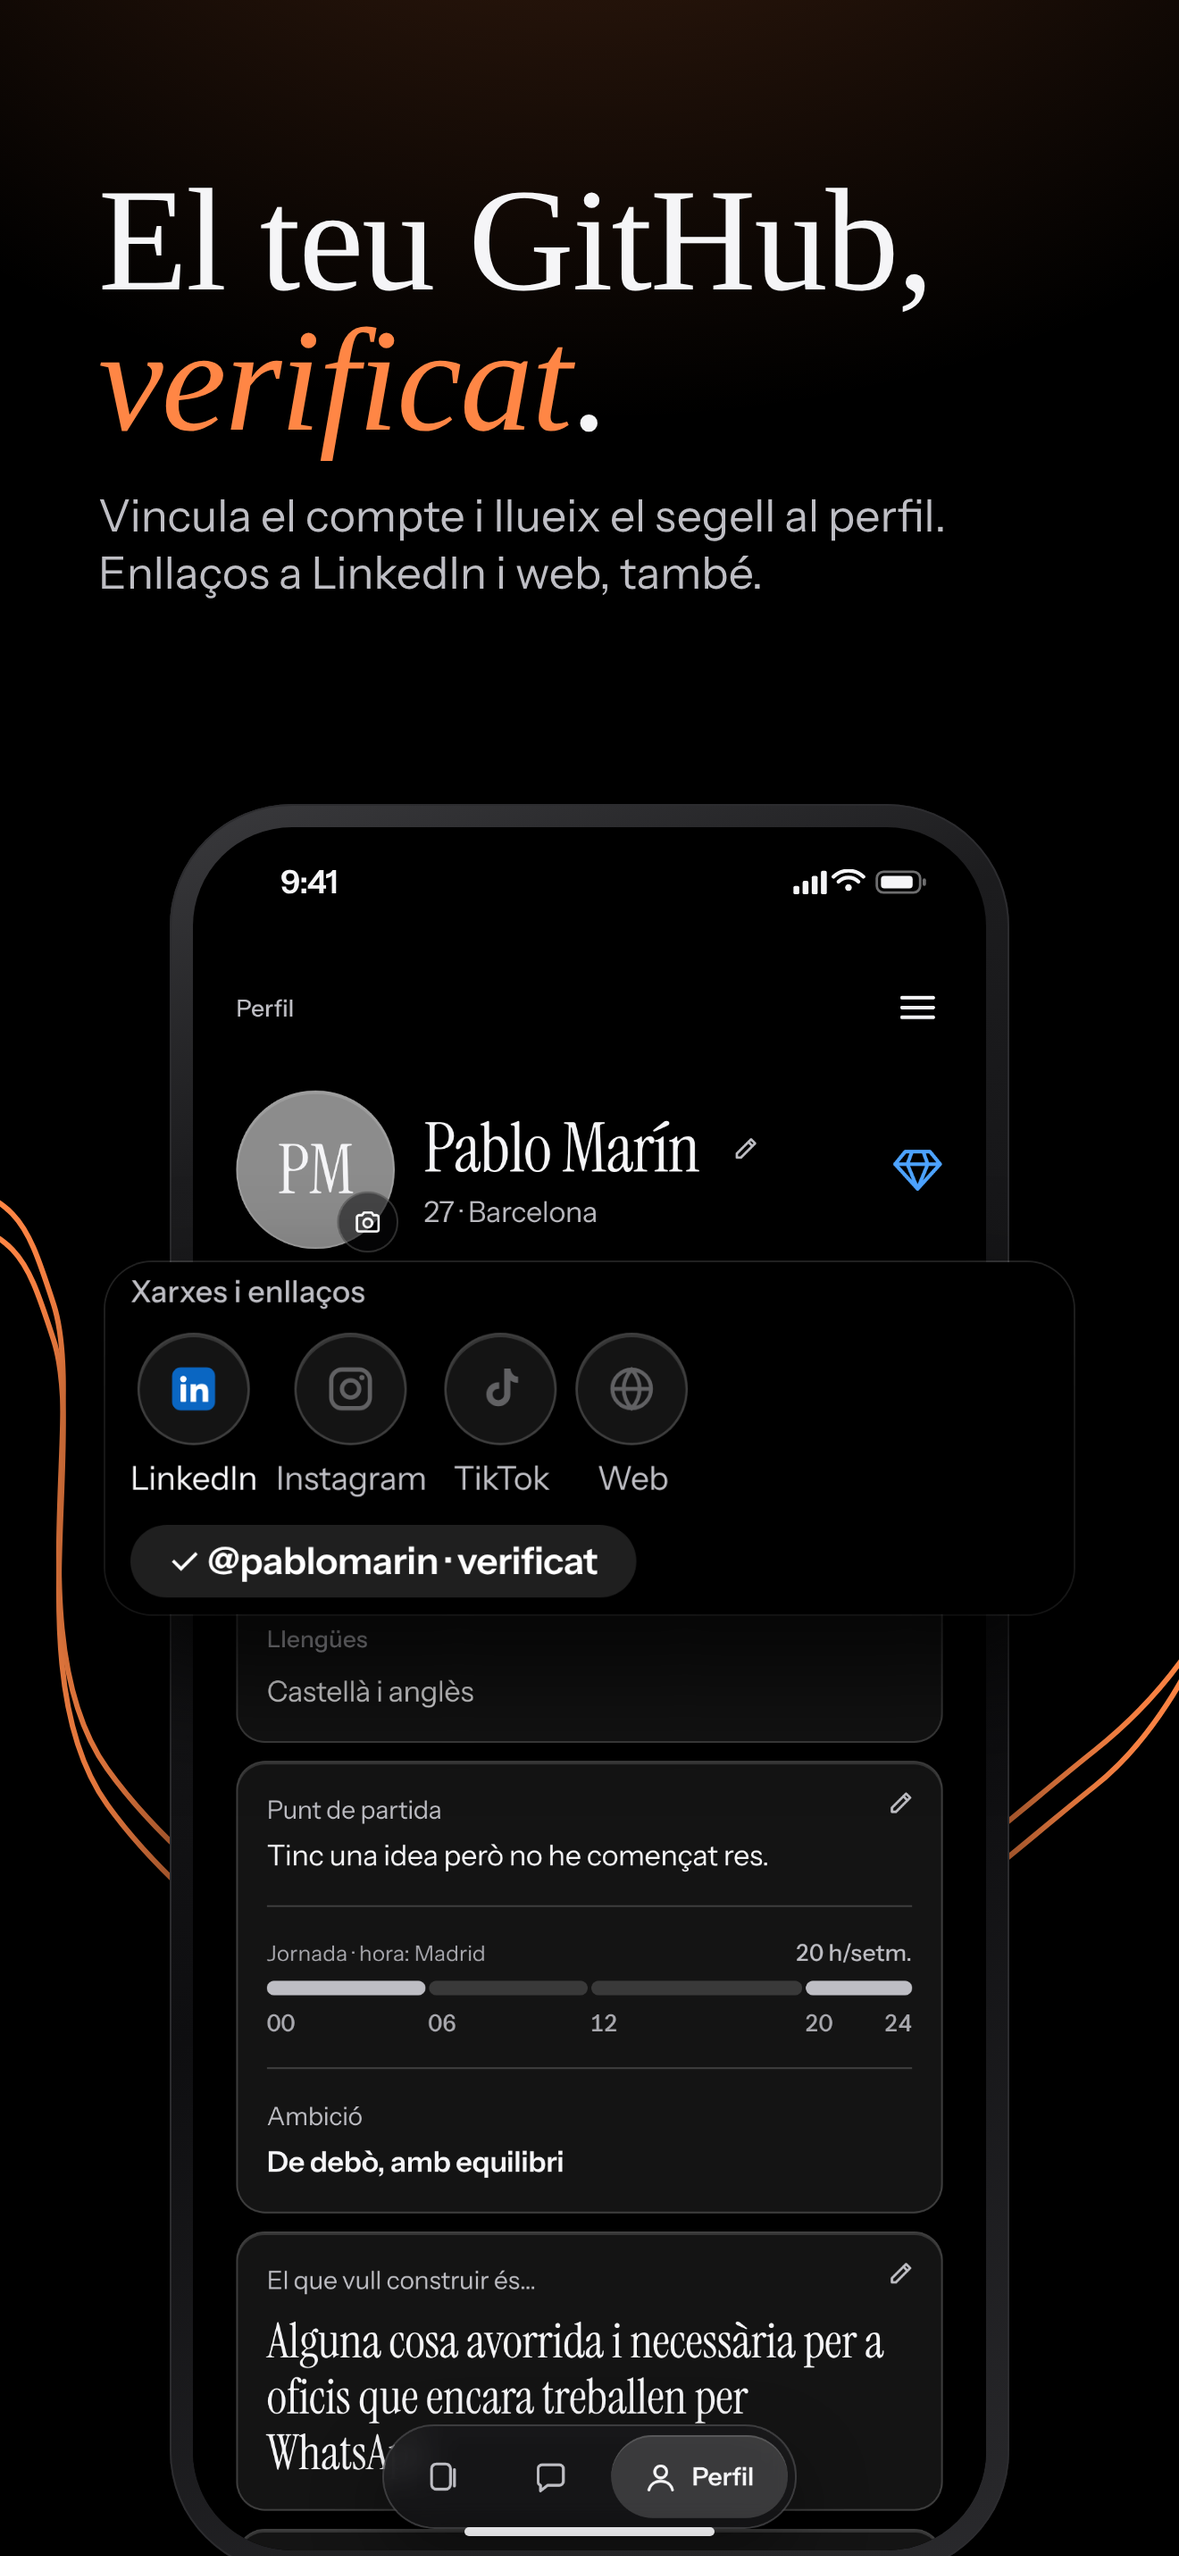 El teu GitHub,
verificat.
Vincula el compte i llueix el segell al perfil.
Enllaços a LinkedIn i web, també.
9:41
Perfil
PM
Pablo Marín
27 · Barcelona
Xarxes i enllaços
in
LinkedIn Instagram TikTok Web
@pablomarin · verificat
Llengües
Castellà i anglès
Punt de partida
Tinc una idea però no he començat res.
Jornada · hora: Madrid 20 h/setm.
00 06 12 20 24
Ambició
De debò, amb equilibri
El que vull construir és...
Alguna cosa avorrida i necessària per a
oficis que encara treballen per
Perfil